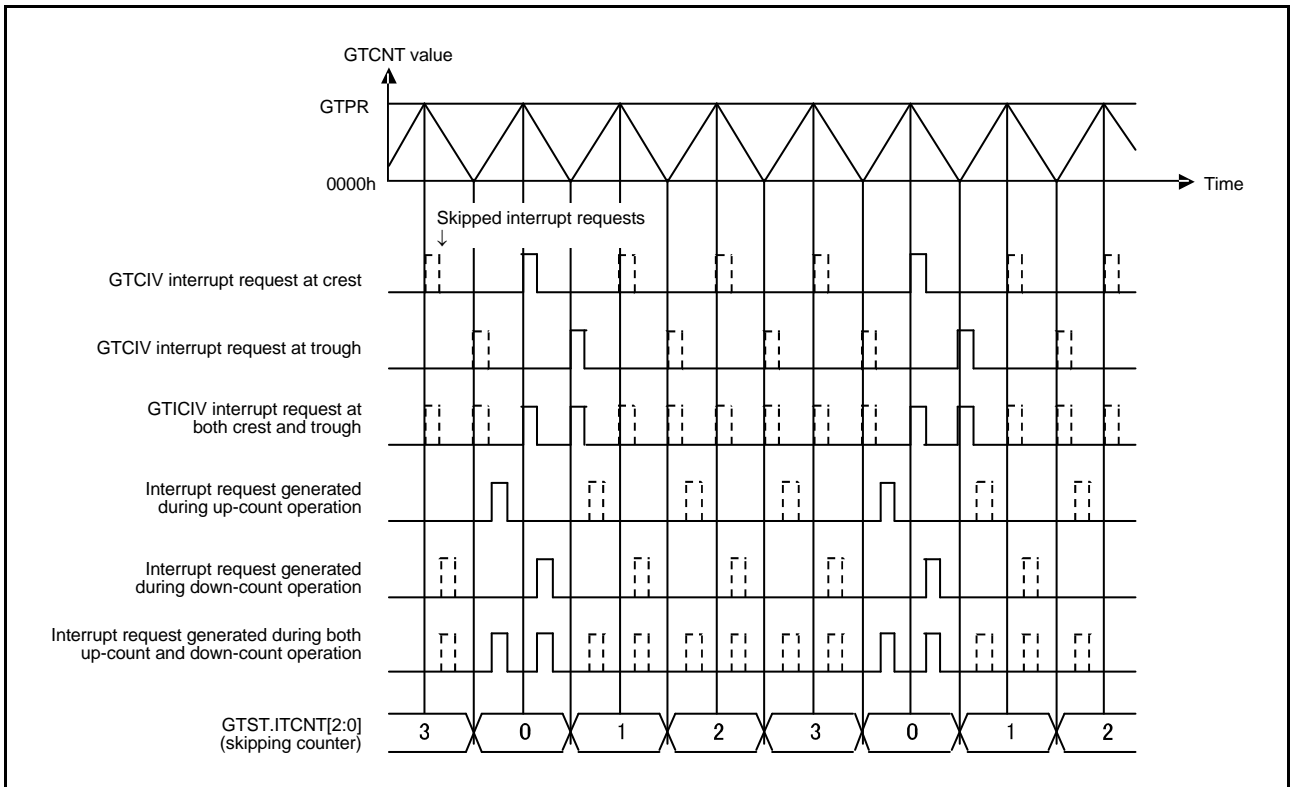 GTCNT value
GTPR
0000h
Time
Skipped interrupt requests
↓
GTCIV interrupt request at crest
GTCIV interrupt request at trough
GTICIV interrupt request at
both crest and trough
Interrupt request generated
during up-count operation
Interrupt request generated
during down-count operation
Interrupt request generated during both
up-count and down-count operation
GTST.ITCNT[2:0]
(skipping counter)
3 0 1 2 3 0 1 2